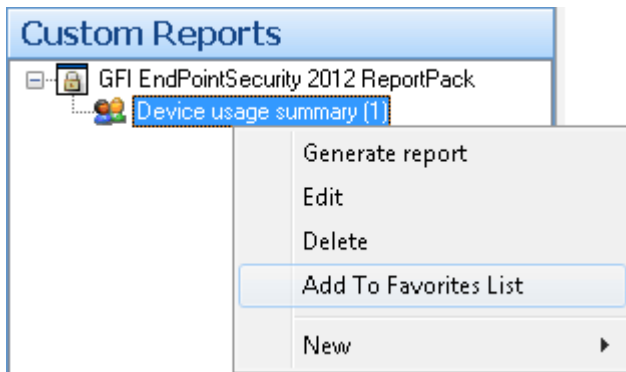 Custom Reports
GFI EndPointSecurity 2012 ReportPack
Device usage summary (1)
Generate report
Edit
Delete
Add To Favorites List
New